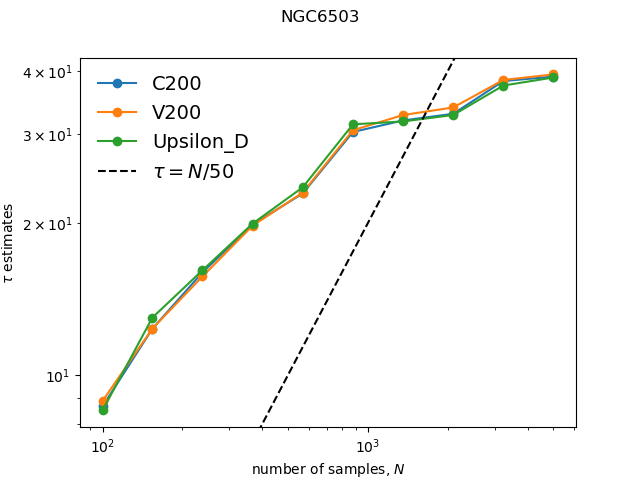 NGC6503
C200
V200
Upsilon_D
τ = N/50
4 × 10¹
3 × 10¹
2 × 10¹
10¹
τ estimates
10² 10³
number of samples, N